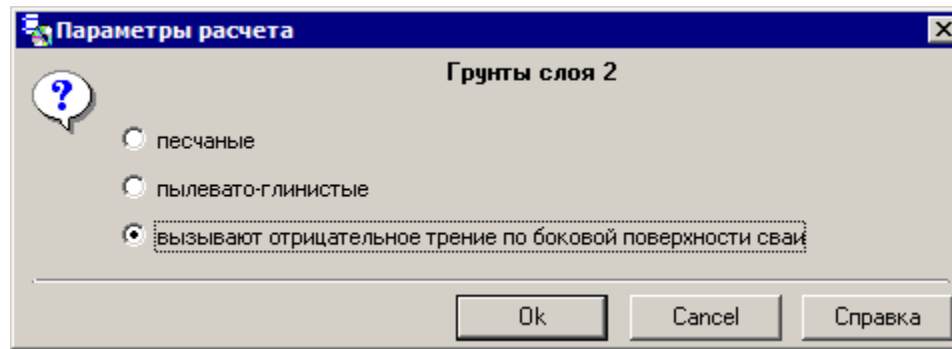 Параметры расчета
Грунты слоя 2
?
песчаные
пылевато-глинистые
вызывают отрицательное трение по боковой поверхности сваи
Ok Cancel Справка